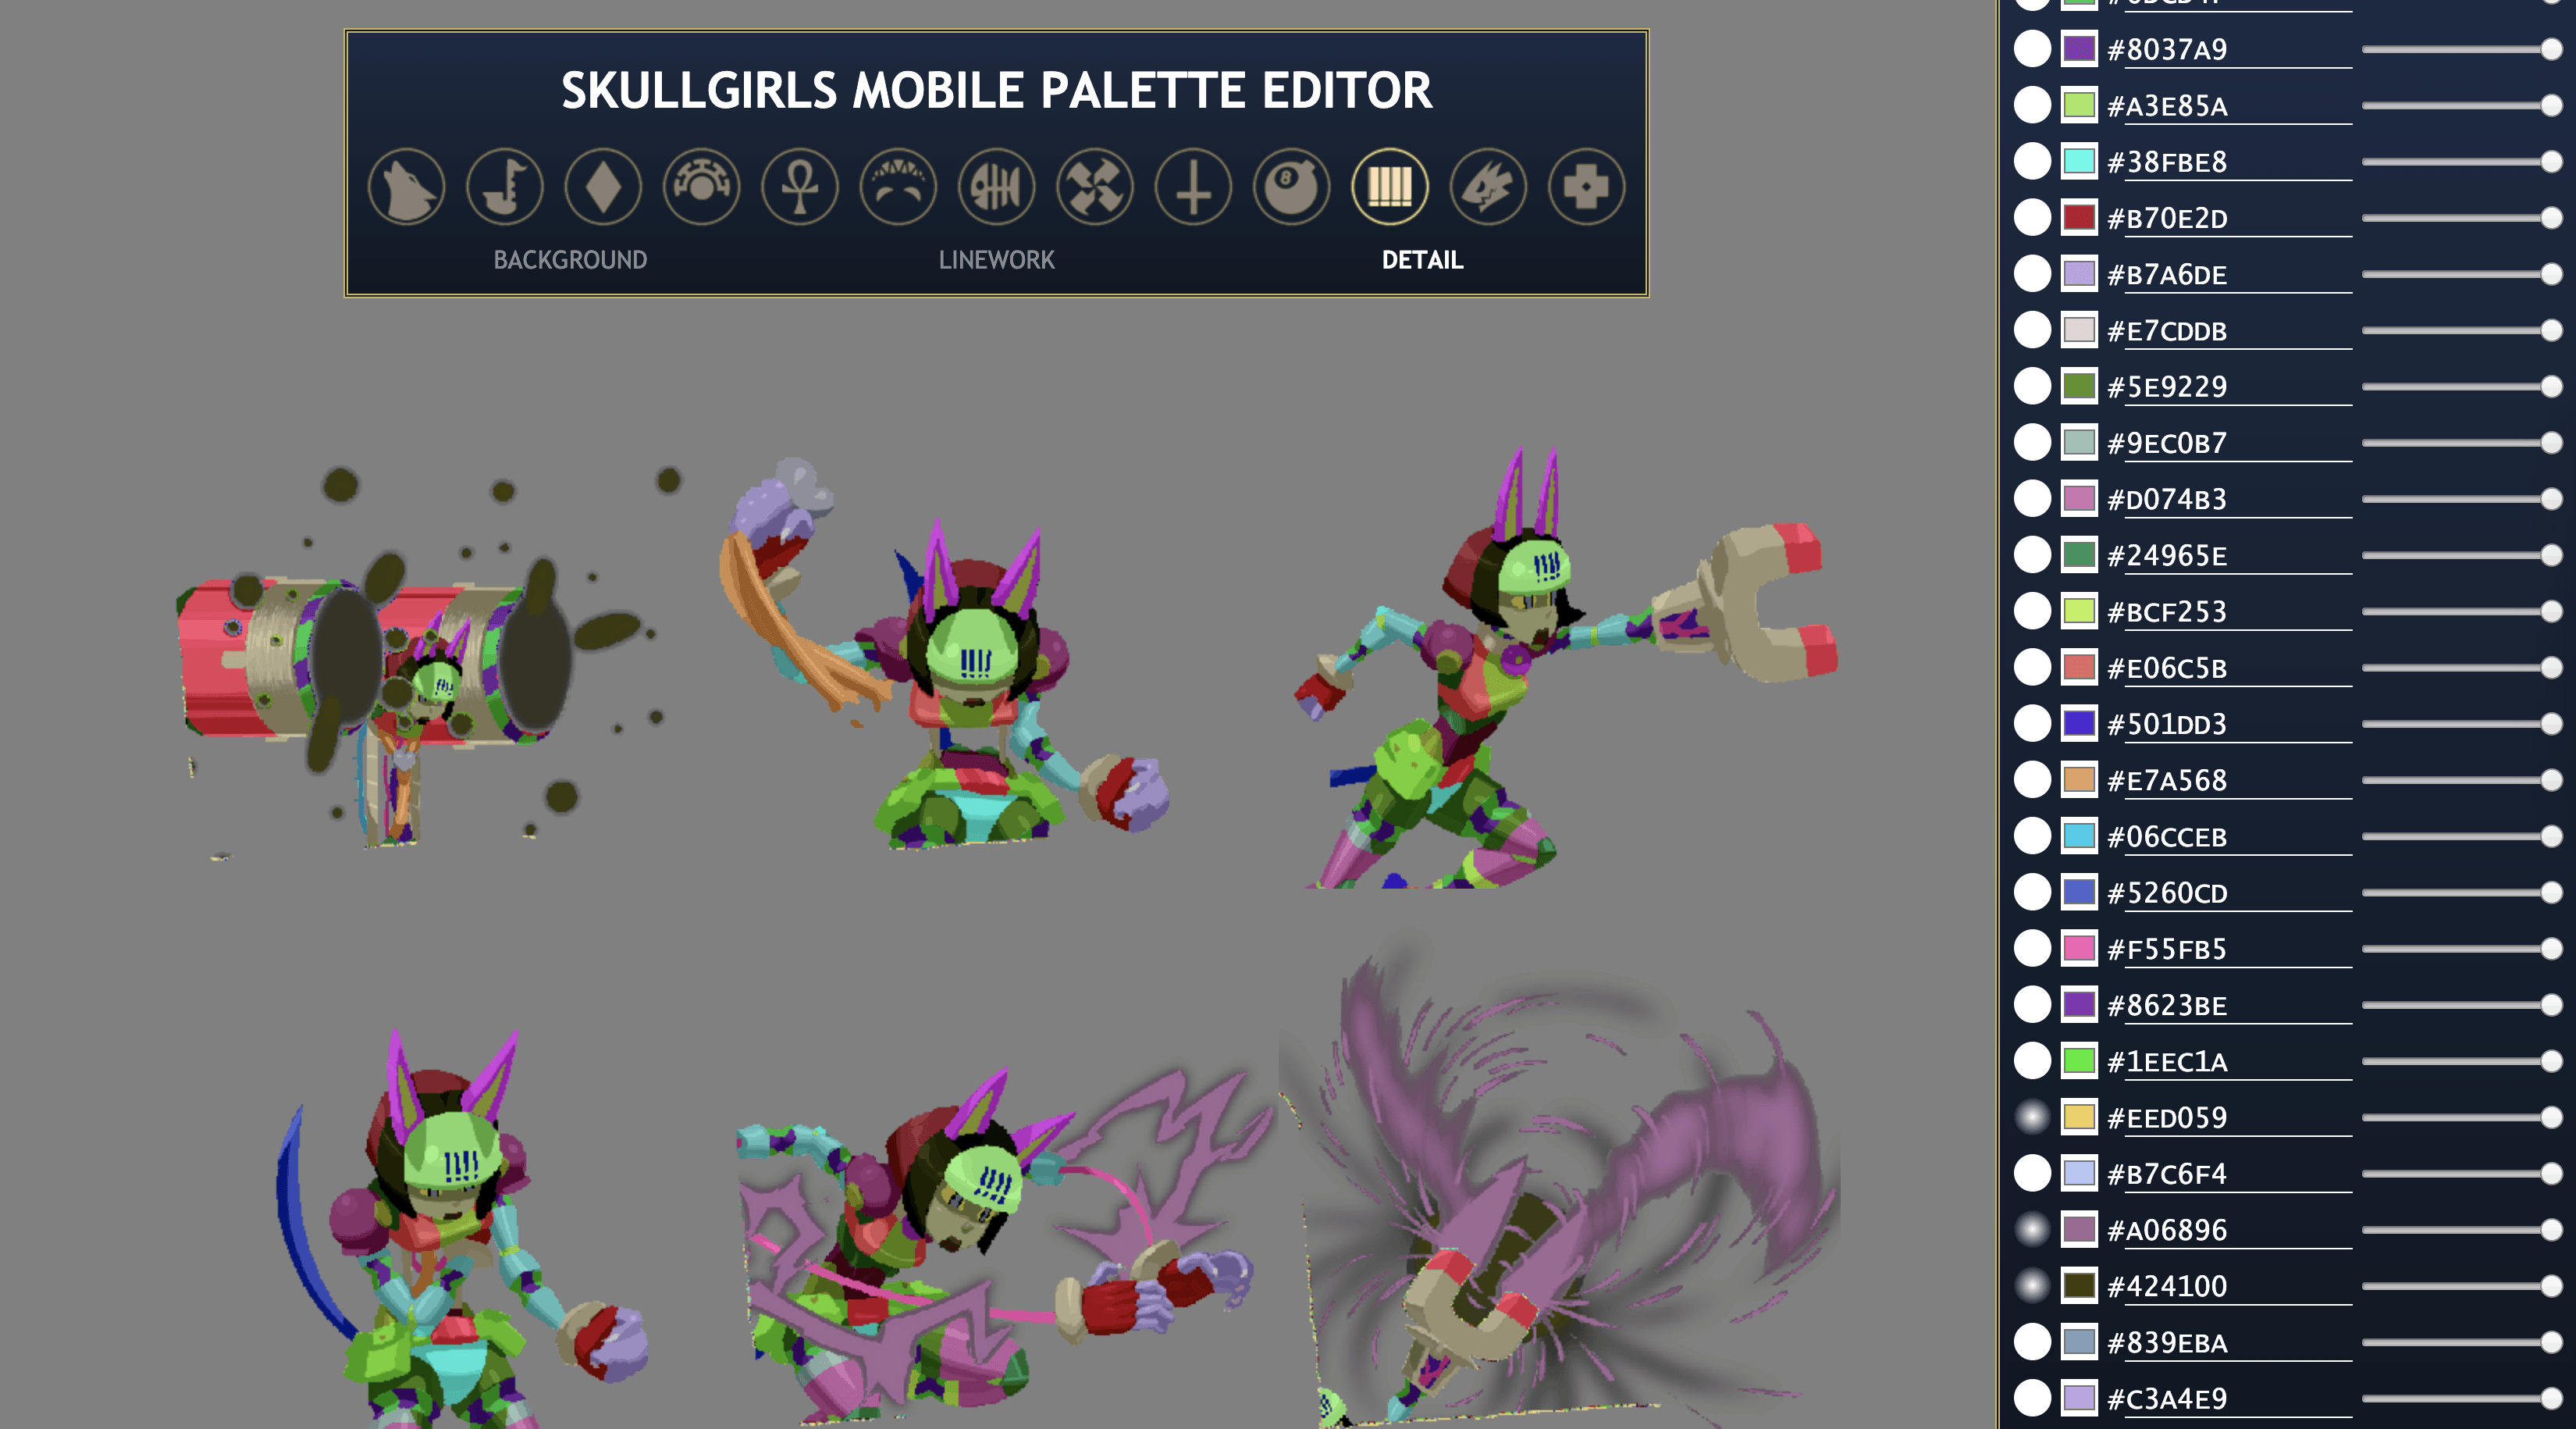 SKULLGIRLS MOBILE PALETTE EDITOR
8
BACKGROUND LINEWORK DETAIL
#8037A9
#A3E85A
#38FBE8
#B70E2D
#B7A6DE
#E7CDDB
#5E9229
#9EC0B7
#D074B3
#24965E
#BCF253
#E06C5B
#501DD3
#E7A568
#06CCEB
#5260CD
#F55FB5
#8623BE
#1EEC1A
#EED059
#B7C6F4
#A06896
#424100
#839EBA
#C3A4E9